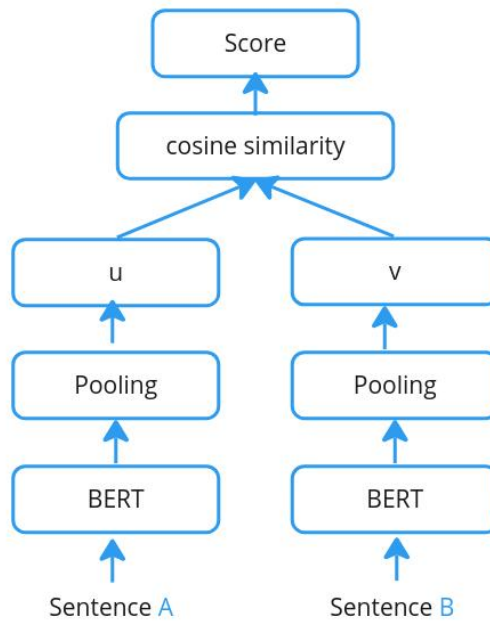 Score
cosine similarity
u
v
Pooling
Pooling
BERT
BERT
Sentence A
Sentence B